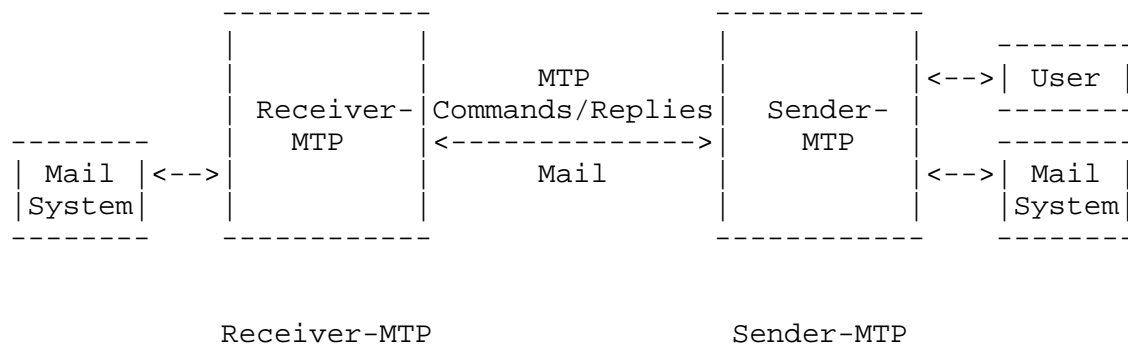 ------------                  ------------
|          |                  |          |    --------
|          |       MTP        |          |<-->| User |
| Receiver-|Commands/Replies| Sender-  |    --------
--------    |   MTP    |<-------------->|   MTP    |    --------
| Mail |<-->|          |       Mail       |          |<-->| Mail |
|System|    |          |                  |          |    |System|
--------    ------------                  ------------    --------
Receiver-MTP                  Sender-MTP